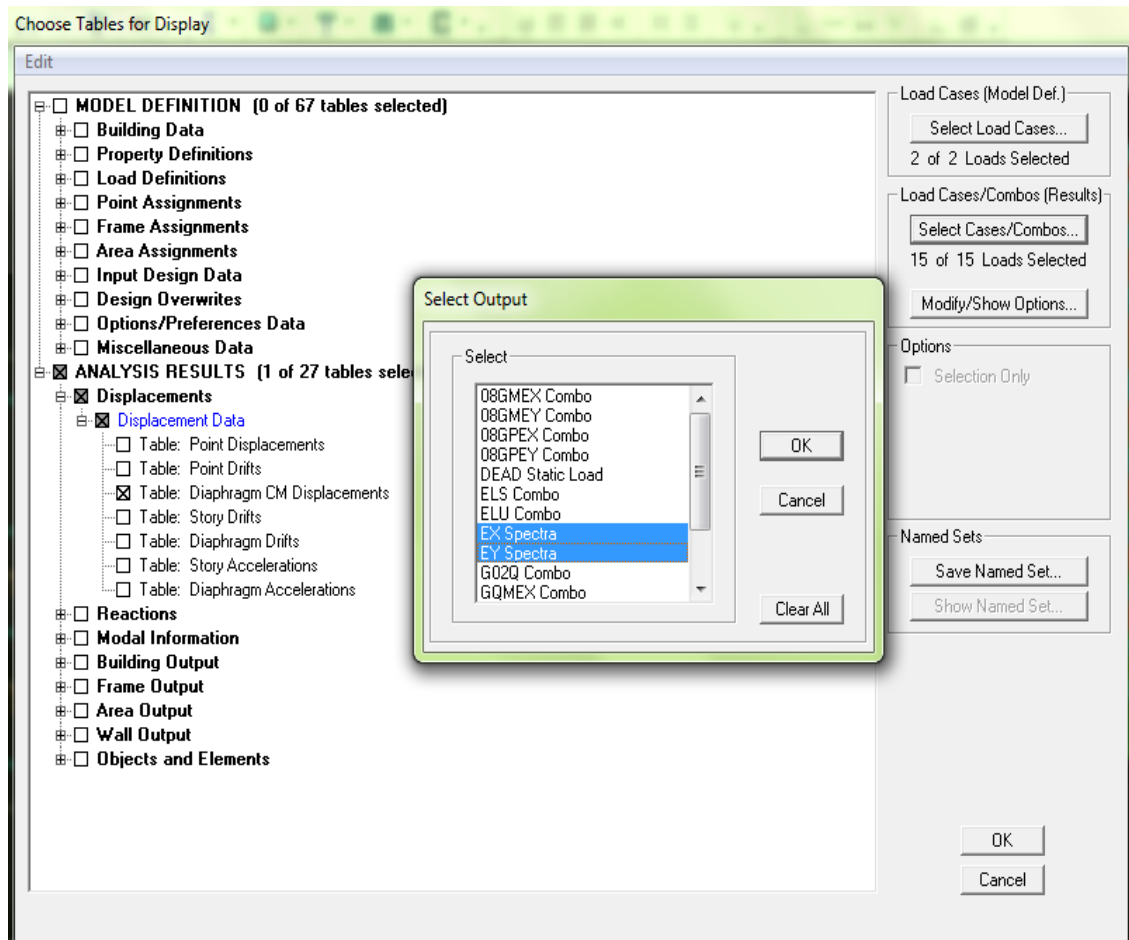 Choose Tables for Display
Edit
MODEL DEFINITION (0 of 67 tables selected)
Building Data
Property Definitions
Load Definitions
Point Assignments
Frame Assignments
Area Assignments
Input Design Data
Design Overwrites
Options/Preferences Data
Miscellaneous Data
ANALYSIS RESULTS (1 of 27 tables sele
Displacements
Displacement Data
Table: Point Displacements
Table: Point Drifts
Table: Diaphragm CM Displacements
Table: Story Drifts
Table: Diaphragm Drifts
Table: Story Accelerations
Table: Diaphragm Accelerations
Reactions
Modal Information
Building Output
Frame Output
Area Output
Wall Output
Objects and Elements
Select Output
Select
08GMEX Combo
08GMEY Combo
08GPEX Combo
08GPEY Combo
DEAD Static Load
ELS Combo
ELU Combo
EX Spectra
EY Spectra
G02Q Combo
GQMEX Combo
OK
Cancel
Clear All
Load Cases (Model Def.)
Select Load Cases...
2 of 2 Loads Selected
Load Cases/Combos (Results)
Select Cases/Combos...
15 of 15 Loads Selected
Modify/Show Options...
Options
Selection Only
Named Sets
Save Named Set...
Show Named Set...
OK
Cancel